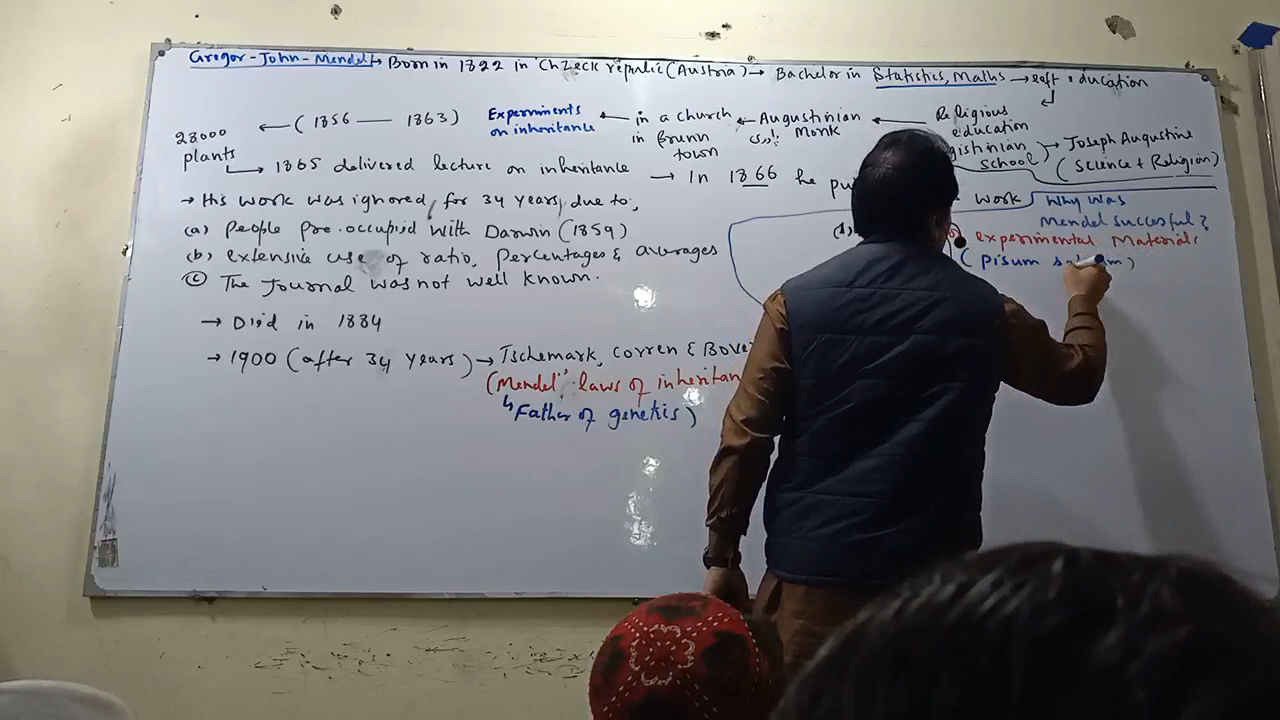 Gregor-John-Mendel → Born in 1822 in Chzeck republic (Austria) → Bachelor in Statistics, Maths → left education
Religious education
gishtinian school) → Joseph Augustine (Science + Religion)
← Augustinian Monk
← in a church in Brunn town
← Experiments on inheritance
← (1856 — 1863)
28000 plants
→ 1865 delivered lecture on inheritance → In 1866 he pu
work
→ His work was ignored for 34 years due to,
(a) People pre-occupied with Darwin (1859)
(b) extensive use of ratio, percentages & averages
(c) The Journal was not well known.
(d)
→ Died in 1884
→ 1900 (after 34 years) → Tschemark, Corren & Bove
(Mendel's laws of inheritan
↳ Father of genetics)
Why was
Mendel succesful?
experimental Materials
(pisum